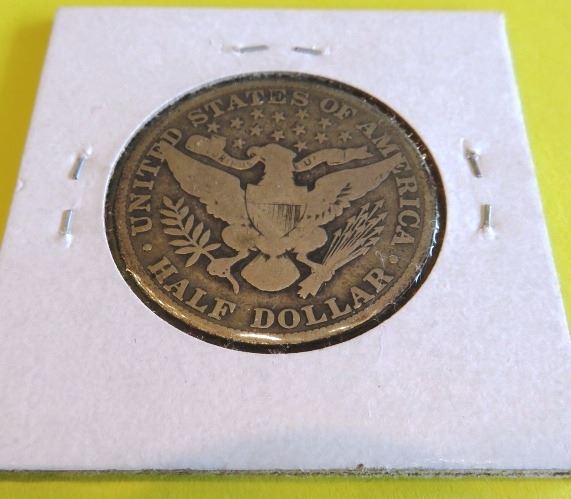 UNITED STATES OF AMERICA
HALF DOLLAR